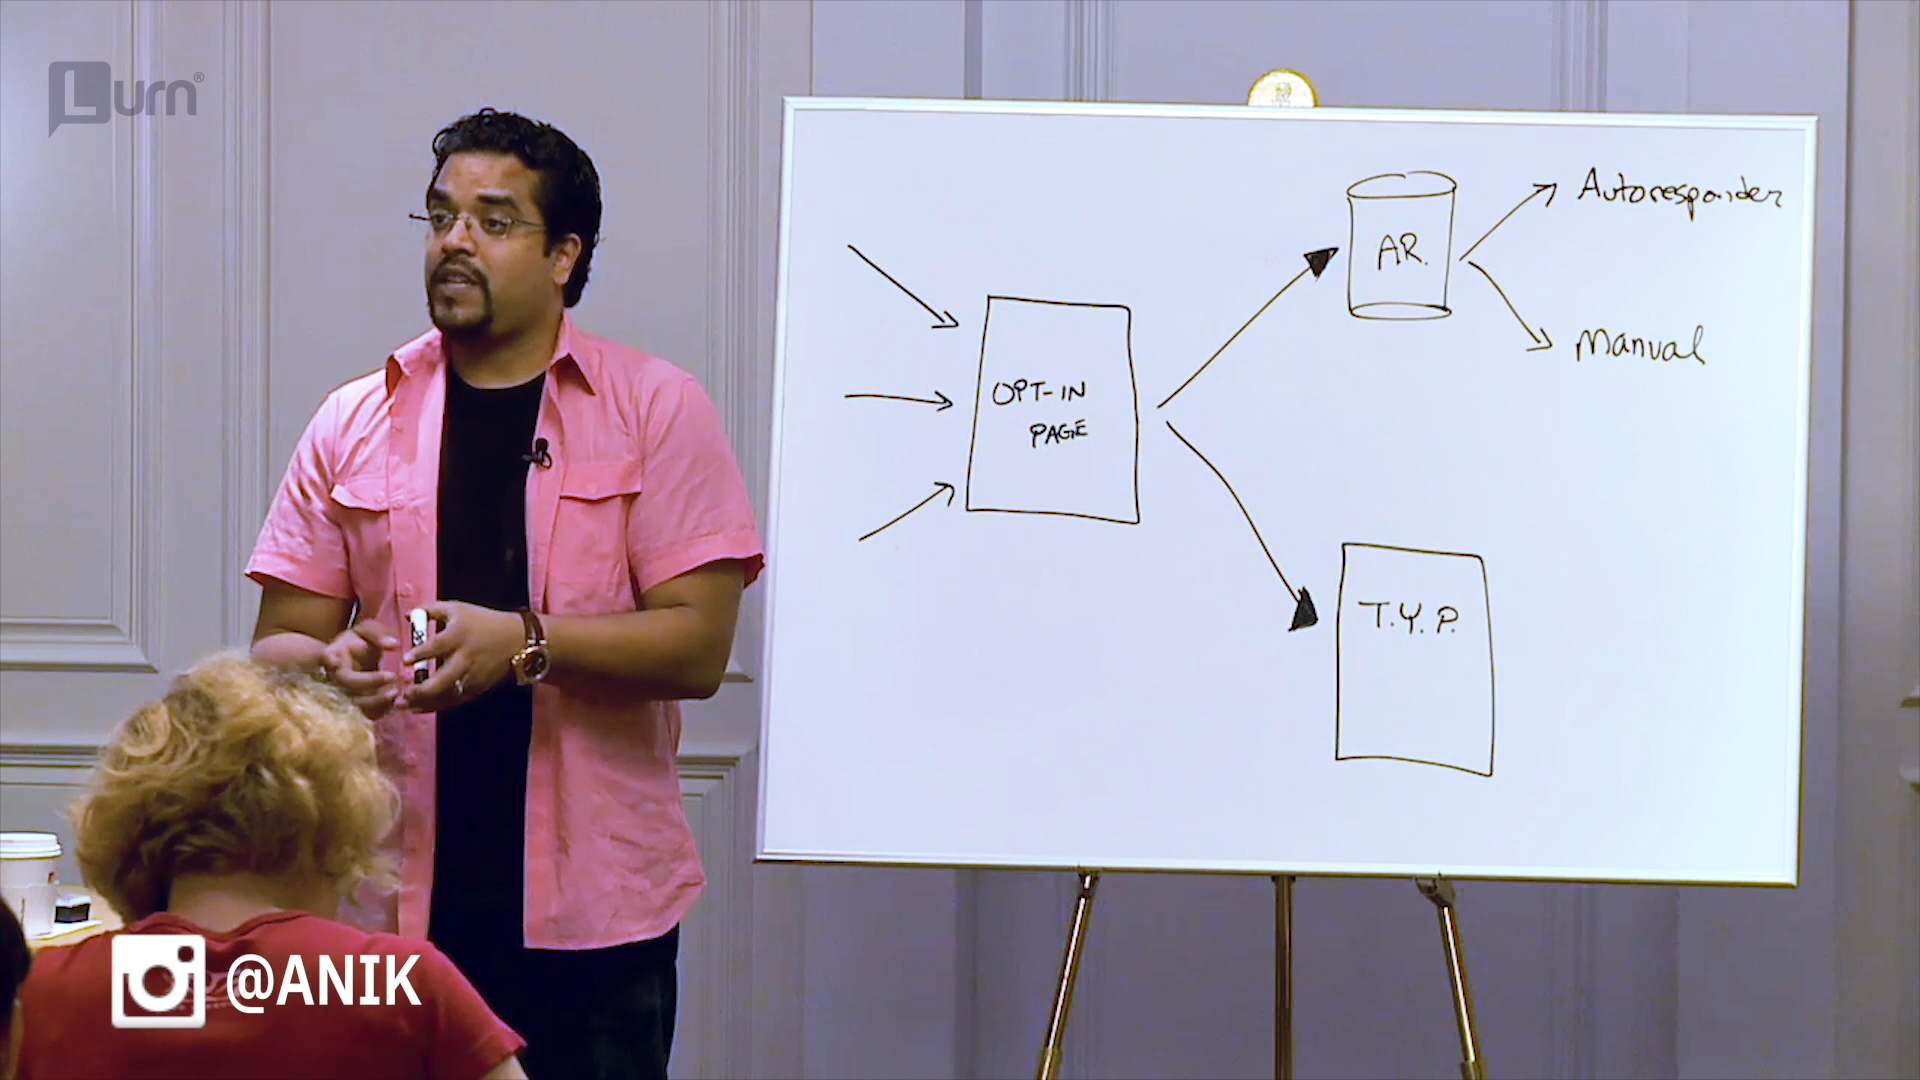 Lurn®
Autoresponder
A.R.
Manual
OPT-IN
PAGE
T.Y.P.
@ANIK